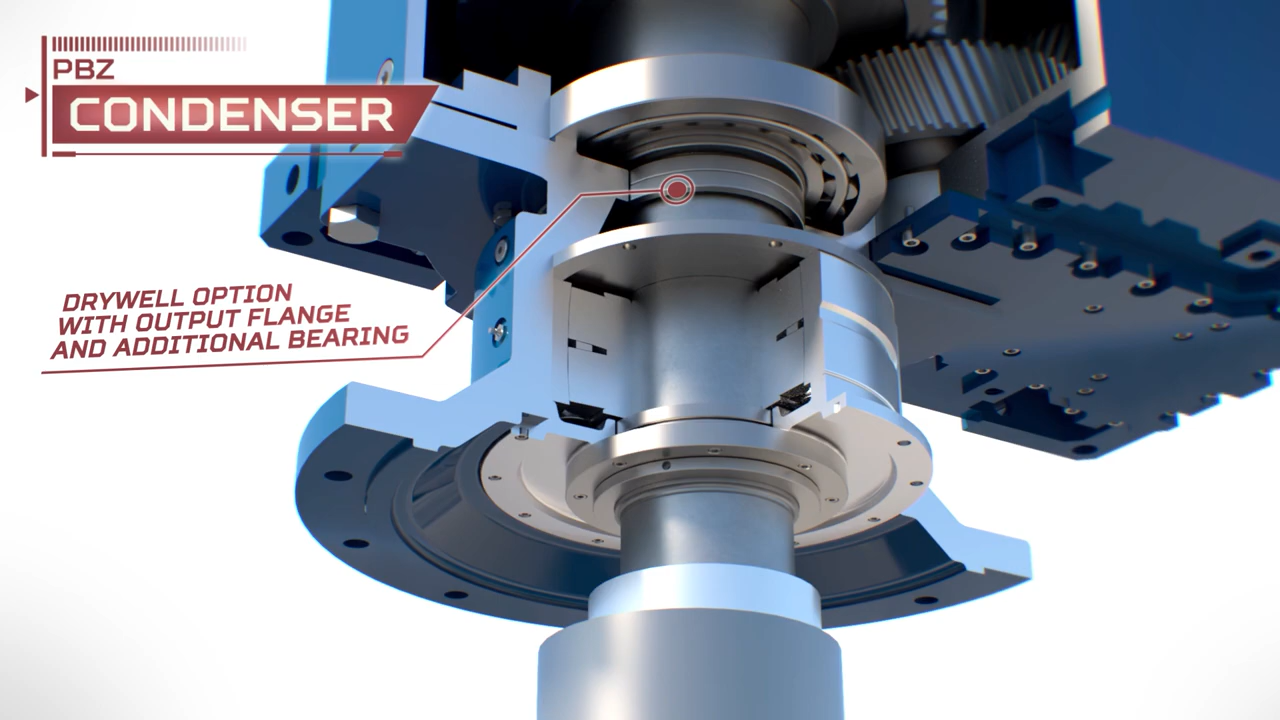 PBZ
CONDENSER
DRYWELL OPTION
WITH OUTPUT FLANGE
AND ADDITIONAL BEARING